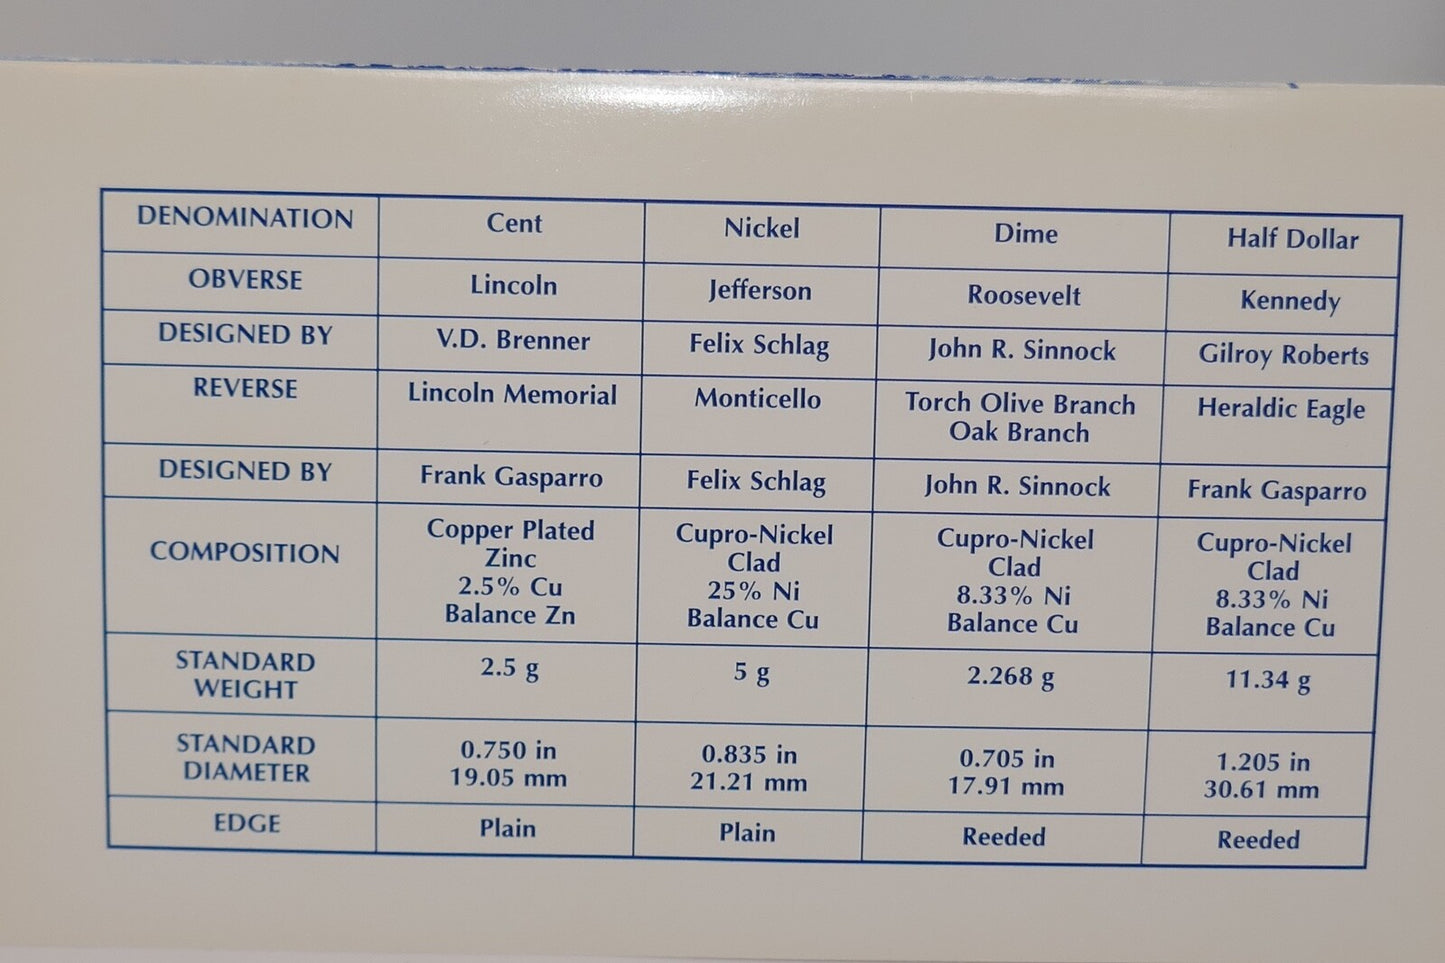 DENOMINATION Cent Nickel Dime Half Dollar
OBVERSE Lincoln Jefferson Roosevelt Kennedy
DESIGNED BY V.D. Brenner Felix Schlag John R. Sinnock Gilroy Roberts
REVERSE Lincoln Memorial Monticello Torch Olive Branch Heraldic Eagle
Oak Branch
DESIGNED BY Frank Gasparro Felix Schlag John R. Sinnock Frank Gasparro
Copper Plated Cupro-Nickel Cupro-Nickel Cupro-Nickel
COMPOSITION Zinc Clad Clad Clad
2.5% Cu 25% Ni 8.33% Ni 8.33% Ni
Balance Zn Balance Cu Balance Cu Balance Cu
STANDARD 2.5 g 5 g 2.268 g 11.34 g
WEIGHT
STANDARD 0.750 in 0.835 in 0.705 in 1.205 in
DIAMETER 19.05 mm 21.21 mm 17.91 mm 30.61 mm
EDGE Plain Plain Reeded Reeded